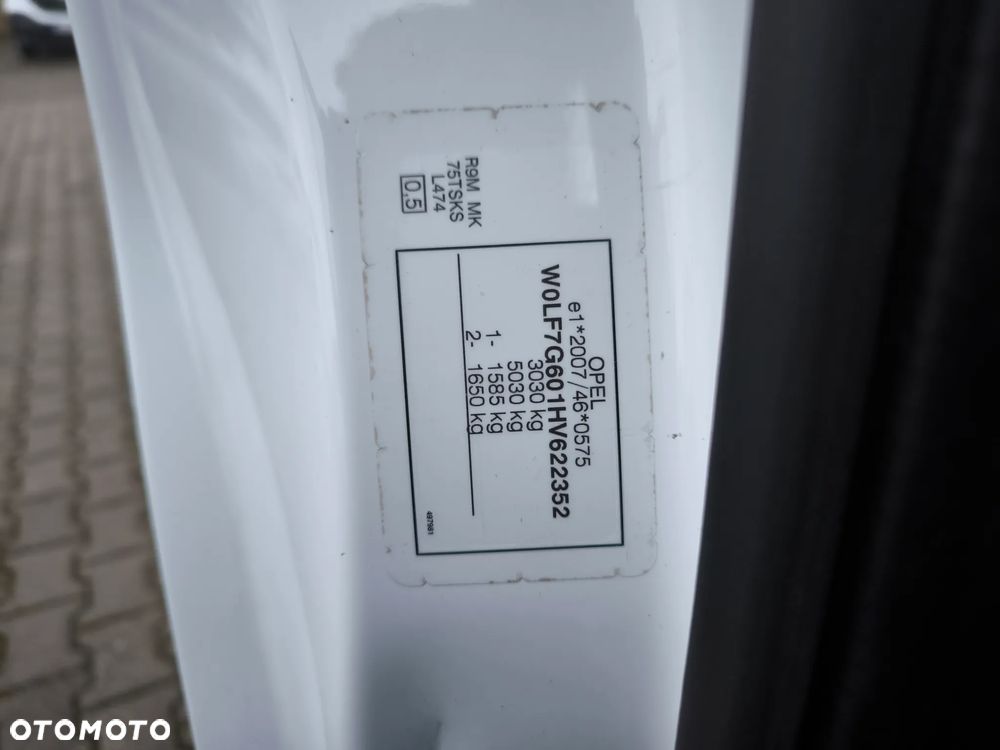 OPEL
e1*2007/46*0575
W0LF7G601HV622352
3030 kg
5030 kg
1- 1585 kg
2- 1650 kg
497981
R9M MK
75TSKS
L474
0,5
OTOMOTO